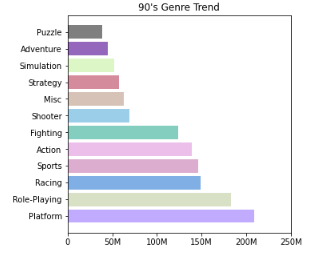 90's Genre Trend
Puzzle
Adventure
Simulation
Strategy
Misc
Shooter
Fighting
Action
Sports
Racing
Role-Playing
Platform
0 50M 100M 150M 200M 250M